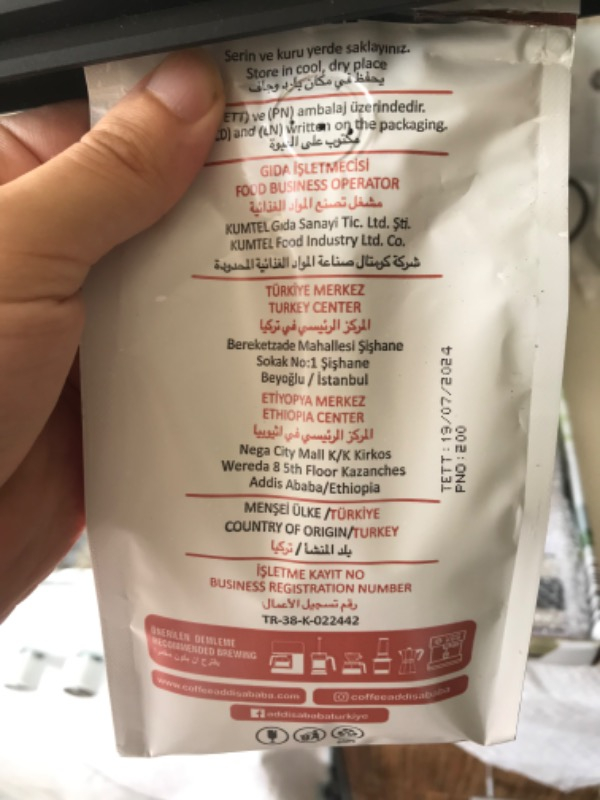 Serin ve kuru yerde saklayınız.
Store in cool, dry place
يحفظ في مكان بارد وجاف
ETT) ve (PN) ambalaj üzerindedir.
D) and (LN) written on the packaging.
مكتوب على العبوة
GIDA İŞLETMECİSİ
FOOD BUSINESS OPERATOR
مشغل تصنع المواد الغذائية
KUMTEL Gıda Sanayi Tic. Ltd. Şti.
KUMTEL Food Industry Ltd. Co.
شركة كومتال صناعة المواد الغذائية المحدودة
TÜRKİYE MERKEZ
TURKEY CENTER
المركز الرئيسي في تركيا
Bereketzade Mahallesi Şişhane
Sokak No:1 Şişhane
Beyoğlu / İstanbul
ETİYOPYA MERKEZ
ETHIOPIA CENTER
المركز الرئيسي في اثيوبيا
Nega City Mall K/K Kirkos
Wereda 8 5th Floor Kazanches
Addis Ababa/Ethiopia
TETT : 19/07/2024
PNO : 200
MENŞEİ ÜLKE /TÜRKİYE
COUNTRY OF ORIGIN/TURKEY
بلد المنشأ / تركيا
İŞLETME KAYIT NO
BUSINESS REGISTRATION NUMBER
رقم تسجيل الأعمال
TR-38-K-022442
ÖNERİLEN DEMLEME
RECOMMENDED BREWING
يقترح ان يكون
www.coffeeaddisababa.com
coffeeaddisababa
addisababaturkiye